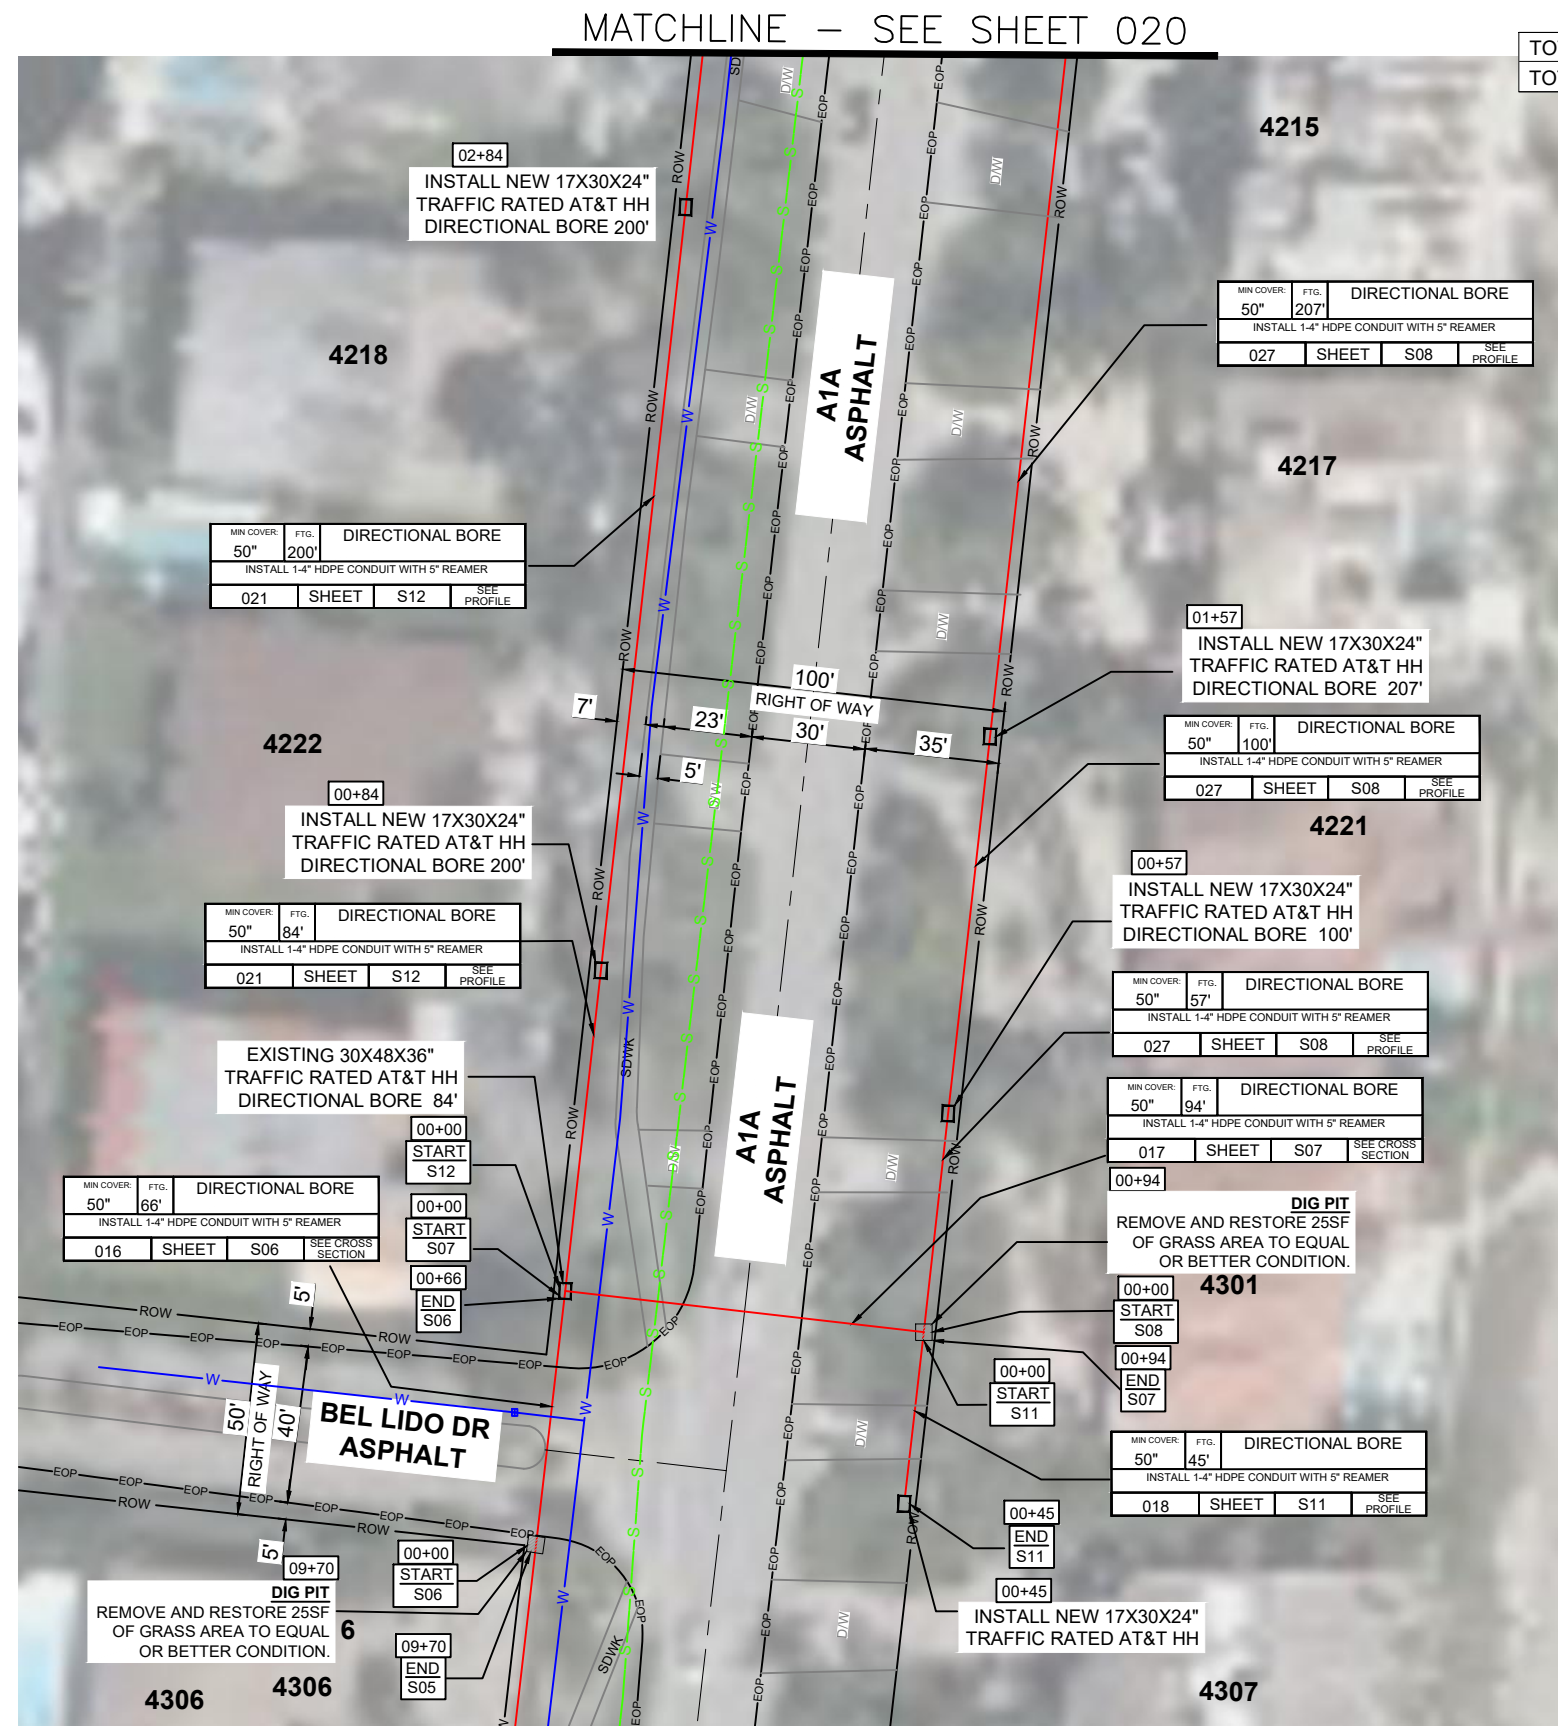 MATCHLINE - SEE SHEET 020
TO
TO
4215
02+84
INSTALL NEW 17X30X24"
TRAFFIC RATED AT&T HH
DIRECTIONAL BORE 200'
MIN COVER: FTG. DIRECTIONAL BORE
50" 207'
INSTALL 1-4" HDPE CONDUIT WITH 5" REAMER
027 SHEET S08 SEE PROFILE
4218
A1A
ASPHALT
4217
MIN COVER: FTG. DIRECTIONAL BORE
50" 200'
INSTALL 1-4" HDPE CONDUIT WITH 5" REAMER
021 SHEET S12 SEE PROFILE
01+57
INSTALL NEW 17X30X24"
TRAFFIC RATED AT&T HH
DIRECTIONAL BORE 207'
100'
RIGHT OF WAY
7'
23'
30'
35'
5'
4222
MIN COVER: FTG. DIRECTIONAL BORE
50" 100'
INSTALL 1-4" HDPE CONDUIT WITH 5" REAMER
027 SHEET S08 SEE PROFILE
4221
00+84
INSTALL NEW 17X30X24"
TRAFFIC RATED AT&T HH
DIRECTIONAL BORE 200'
00+57
INSTALL NEW 17X30X24"
TRAFFIC RATED AT&T HH
DIRECTIONAL BORE 100'
MIN COVER: FTG. DIRECTIONAL BORE
50" 84'
INSTALL 1-4" HDPE CONDUIT WITH 5" REAMER
021 SHEET S12 SEE PROFILE
MIN COVER: FTG. DIRECTIONAL BORE
50" 57'
INSTALL 1-4" HDPE CONDUIT WITH 5" REAMER
027 SHEET S08 SEE PROFILE
EXISTING 30X48X36"
TRAFFIC RATED AT&T HH
DIRECTIONAL BORE 84'
A1A
ASPHALT
MIN COVER: FTG. DIRECTIONAL BORE
50" 94'
INSTALL 1-4" HDPE CONDUIT WITH 5" REAMER
017 SHEET S07 SEE CROSS SECTION
00+00
START
S12
00+00
START
S07
00+66
END
S06
MIN COVER: FTG. DIRECTIONAL BORE
50" 66'
INSTALL 1-4" HDPE CONDUIT WITH 5" REAMER
016 SHEET S06 SEE CROSS SECTION
00+94
DIG PIT
REMOVE AND RESTORE 25SF
OF GRASS AREA TO EQUAL
OR BETTER CONDITION.
4301
00+00
START
S08
00+94
END
S07
00+00
START
S11
5'
ROW
EOP
W
S
D/W
SDWK
50'
RIGHT OF WAY
40'
BEL LIDO DR
ASPHALT
5'
MIN COVER: FTG. DIRECTIONAL BORE
50" 45'
INSTALL 1-4" HDPE CONDUIT WITH 5" REAMER
018 SHEET S11 SEE PROFILE
00+45
END
S11
00+45
INSTALL NEW 17X30X24"
TRAFFIC RATED AT&T HH
00+00
START
S06
09+70
DIG PIT
REMOVE AND RESTORE 25SF
OF GRASS AREA TO EQUAL
OR BETTER CONDITION.
6
09+70
END
S05
4306
4306
4307